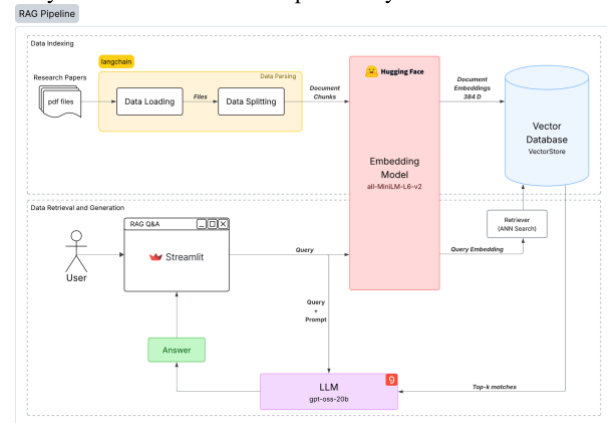 RAG Pipeline
Data Indexing
langchain
Research Papers
Data Parsing
pdf files
Data Loading
Files
Data Splitting
Document
Chunks
Hugging Face
Embedding
Model
all-MiniLM-L6-v2
Document
Embeddings
384 D
Vector
Database
VectorStore
Data Retrieval and Generation
RAG Q&A
Streamlit
User
Query
Query Embedding
Retriever
(ANN Search)
Query
+
Prompt
Answer
LLM
gpt-oss-20b
g
Top-k matches